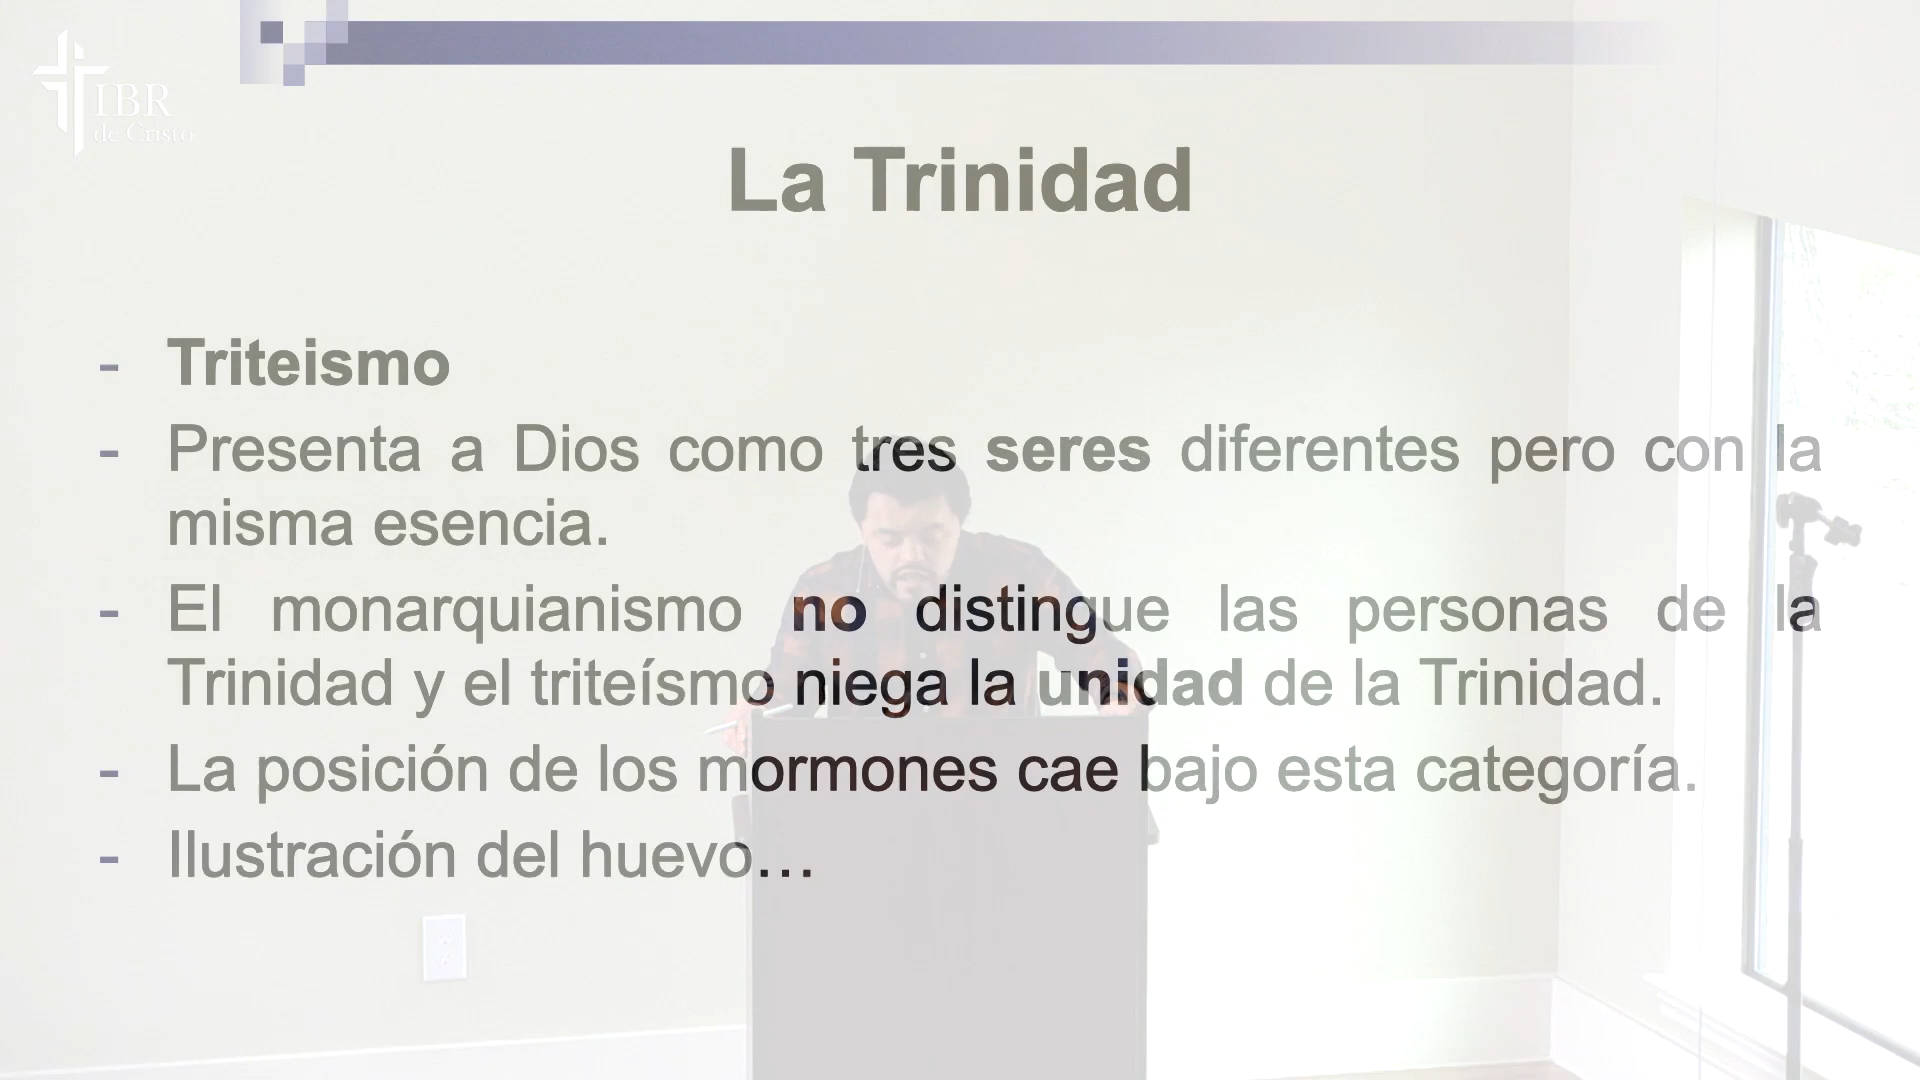 IBR
de Cristo
La Trinidad
- Triteismo
- Presenta a Dios como tres seres diferentes pero con la
misma esencia.
- El monarquianismo no distingue las personas de la
Trinidad y el triteísmo niega la unidad de la Trinidad.
- La posición de los mormones cae bajo esta categoría.
- Ilustración del huevo…